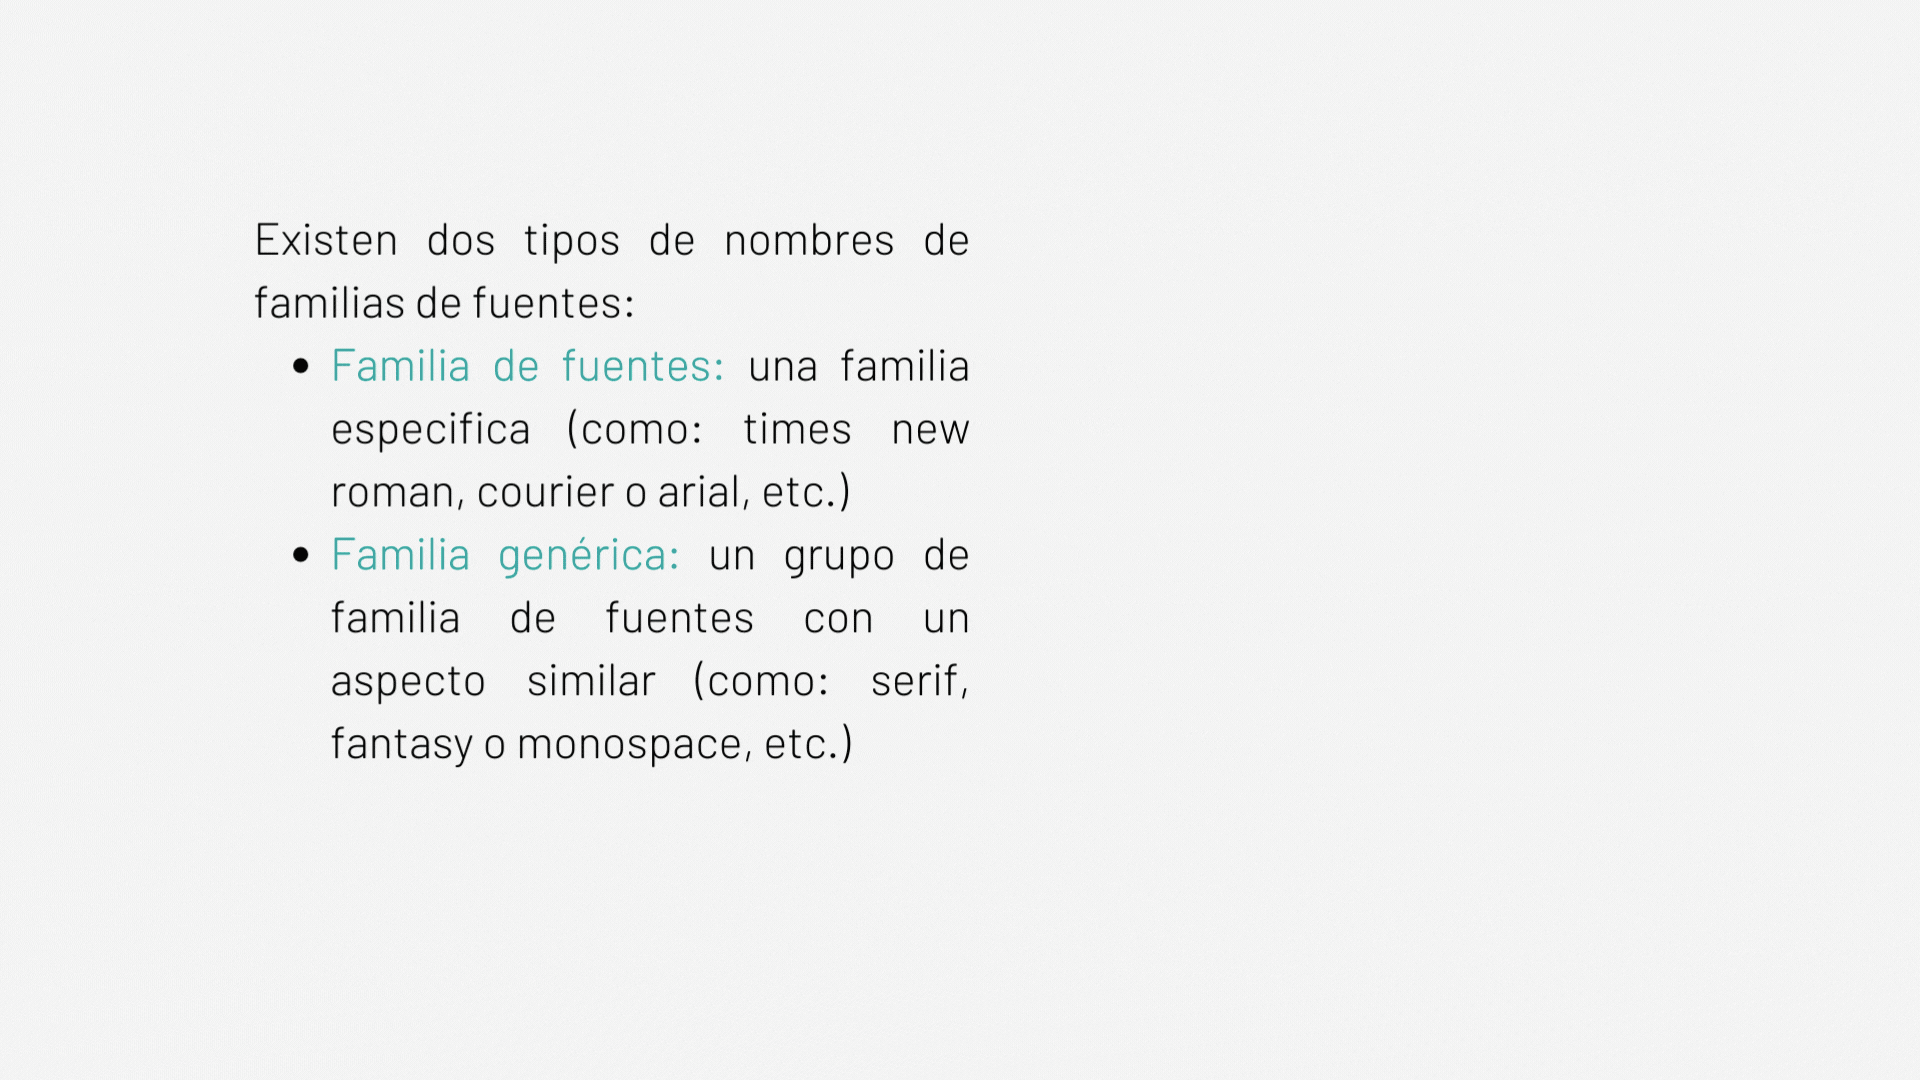 Existen dos tipos de nombres de
familias de fuentes:
• Familia de fuentes: una familia
especifica (como: times new
roman, courier o arial, etc.)
• Familia genérica: un grupo de
familia de fuentes con un
aspecto similar (como: serif,
fantasy o monospace, etc.)